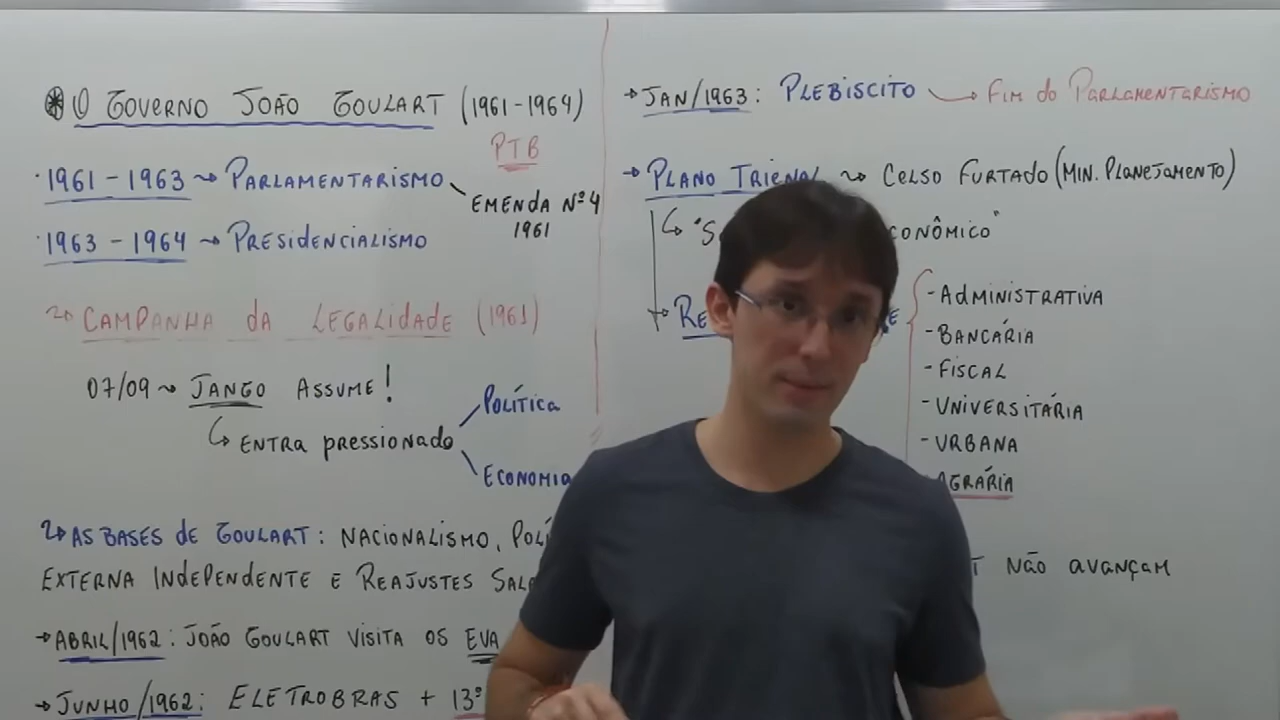 O GOVERNO JOÃO GOULART (1961-1964)
PTB
1961-1963 PARLAMENTARISMO
EMENDA Nº4
1961
1963-1964 PRESIDENCIALISMO
CAMPANHA da LEGALIDADE (1961)
07/09 JANGO ASSUME!
ENTRA PRESSIONADO
POLÍTICA
ECONOMIA
AS BASES dE GOULART: NACIONALISMO,
EXTERNA INdEPENDENTE E REAJUSTES
ABRIL/1962: JOÃO GOULART VISITA OS EVA
JUNHO/1962: ELETROBRAS + 13º
JAN/1963: PLEBISCITO FIM do PARLAMENTARISMO
PLANO TRIENAL CELSO FURTADO (MIN. PLANEJAMENTO)
ADMINISTRATIVA
-BANCÁRIA
-FISCAL
-UNIVERSITÁRIA
-URBANA
AGRÁRIA
NÃO AVANÇAM